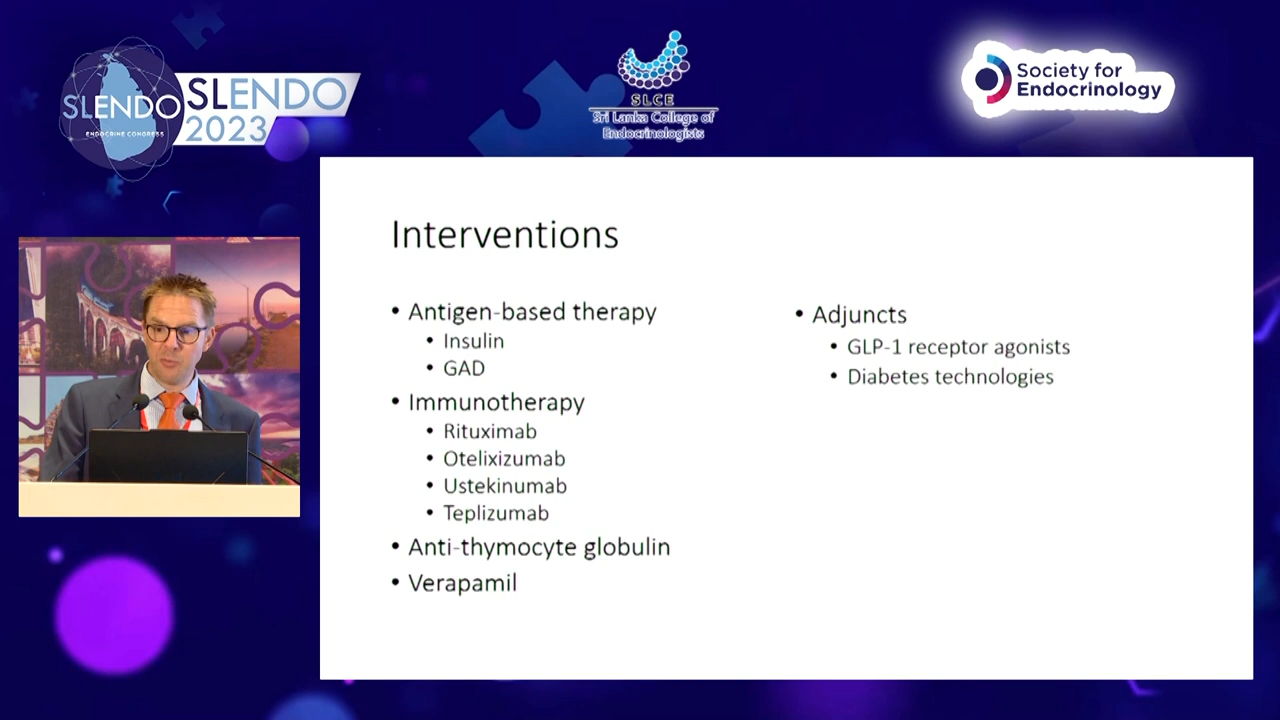 SLENDO
ENDOCRINE CONGRESS
SLENDO
2023
SLCE
Sri Lanka College of
Endocrinologists
Society for
Endocrinology
Interventions
• Antigen-based therapy
• Insulin
• GAD
• Immunotherapy
• Rituximab
• Otelixizumab
• Ustekinumab
• Teplizumab
• Anti-thymocyte globulin
• Verapamil
• Adjuncts
• GLP-1 receptor agonists
• Diabetes technologies